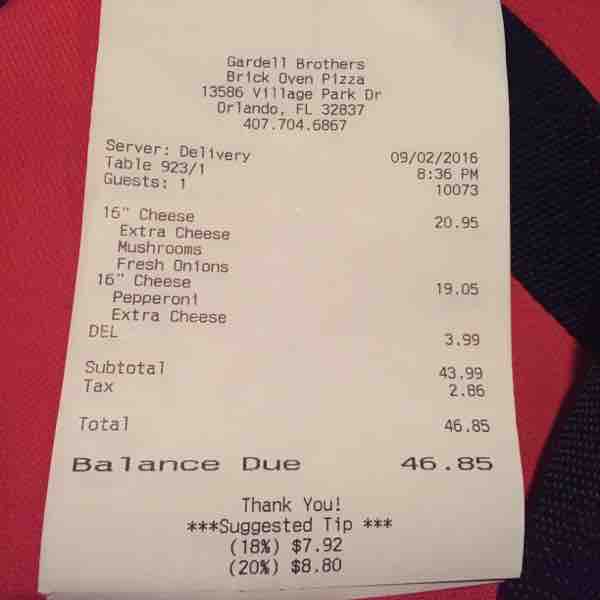 Gardell Brothers
Brick Oven Pizza
13586 Village Park Dr
Orlando, FL 32837
407.704.6867
Server: Delivery 09/02/2016
Table 923/1 8:36 PM
Guests: 1 10073
16" Cheese 20.95
Extra Cheese
Mushrooms
Fresh Onions
16" Cheese 19.05
Pepperoni
Extra Cheese
DEL 3.99
Subtotal 43.99
Tax 2.86
Total 46.85
Balance Due 46.85
Thank You!
***Suggested Tip ***
(18%) $7.92
(20%) $8.80